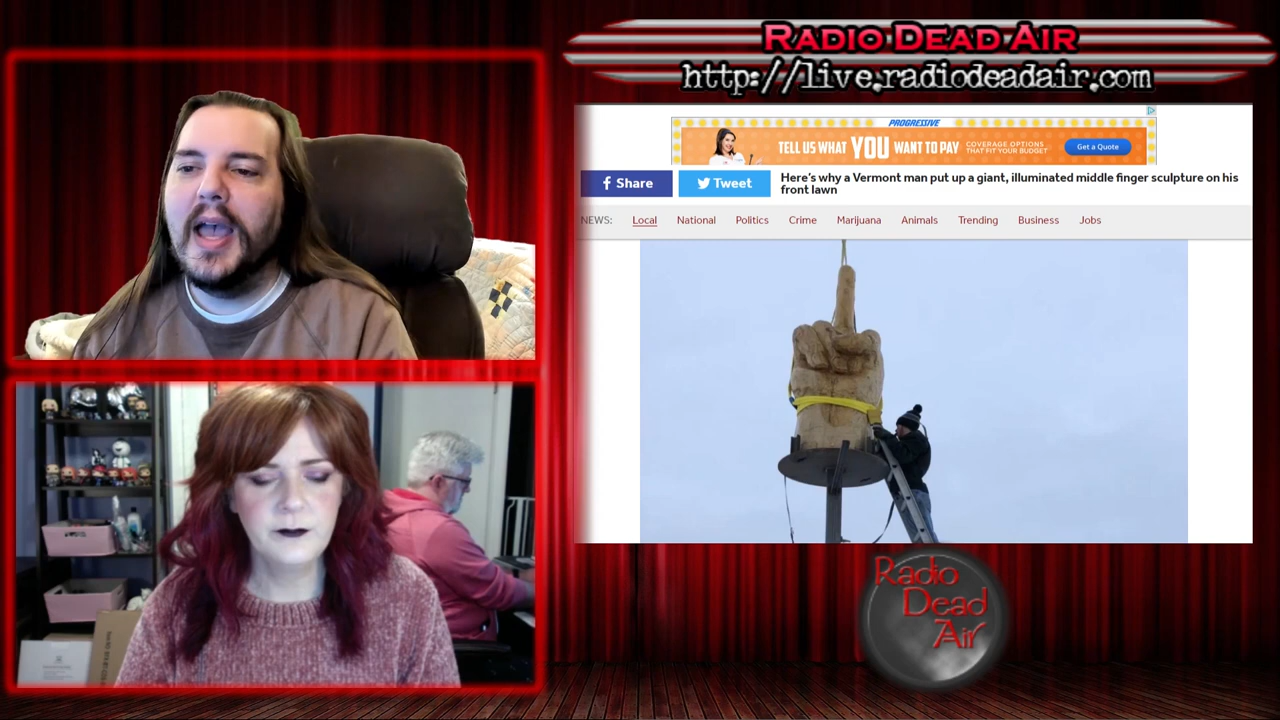 Radio Dead Air
http://live.radiodeadair.com
PROGRESSIVE
TELL US WHAT YOU WANT TO PAY
COVERAGE OPTIONS
THAT FIT YOUR BUDGET
Get a Quote
f Share
Tweet
Here's why a Vermont man put up a giant, illuminated middle finger sculpture on his
front lawn
NEWS:
Local
National
Politics
Crime
Marijuana
Animals
Trending
Business
Jobs
Radio
Dead
Air